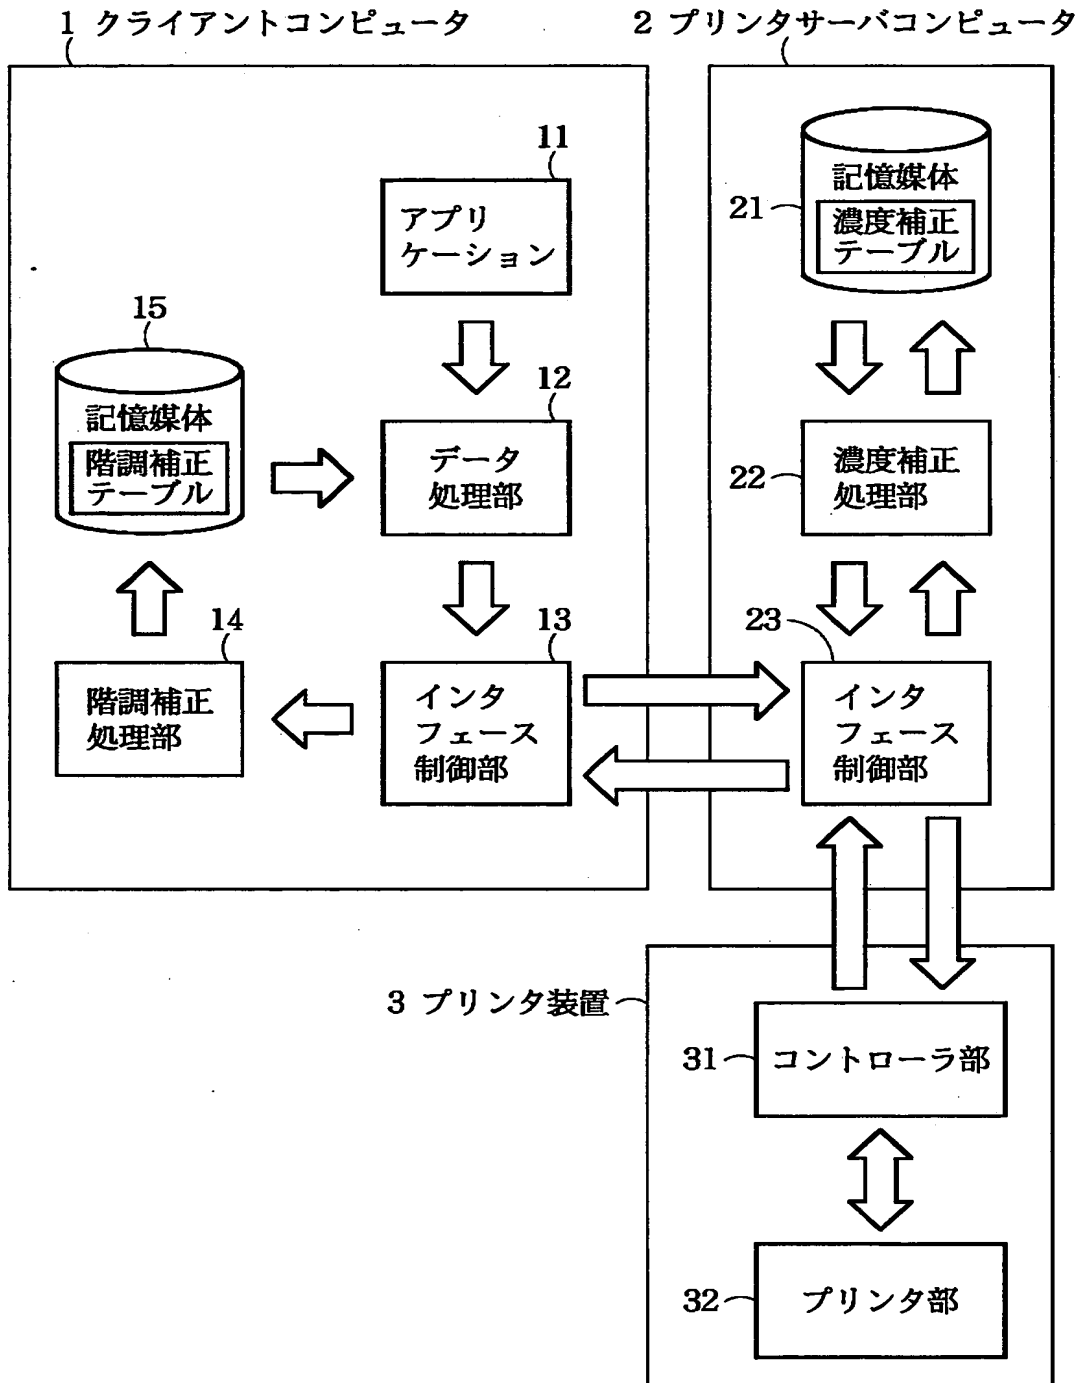 1 クライアントコンピュータ
2 プリンタサーバコンピュータ
11
アプリ
ケーション
15
記憶媒体
階調補正
テーブル
12
データ
処理部
14
階調補正
処理部
13
インタ
フェース
制御部
21
記憶媒体
濃度補正
テーブル
22
濃度補正
処理部
23
インタ
フェース
制御部
3 プリンタ装置
31
コントローラ部
32
プリンタ部